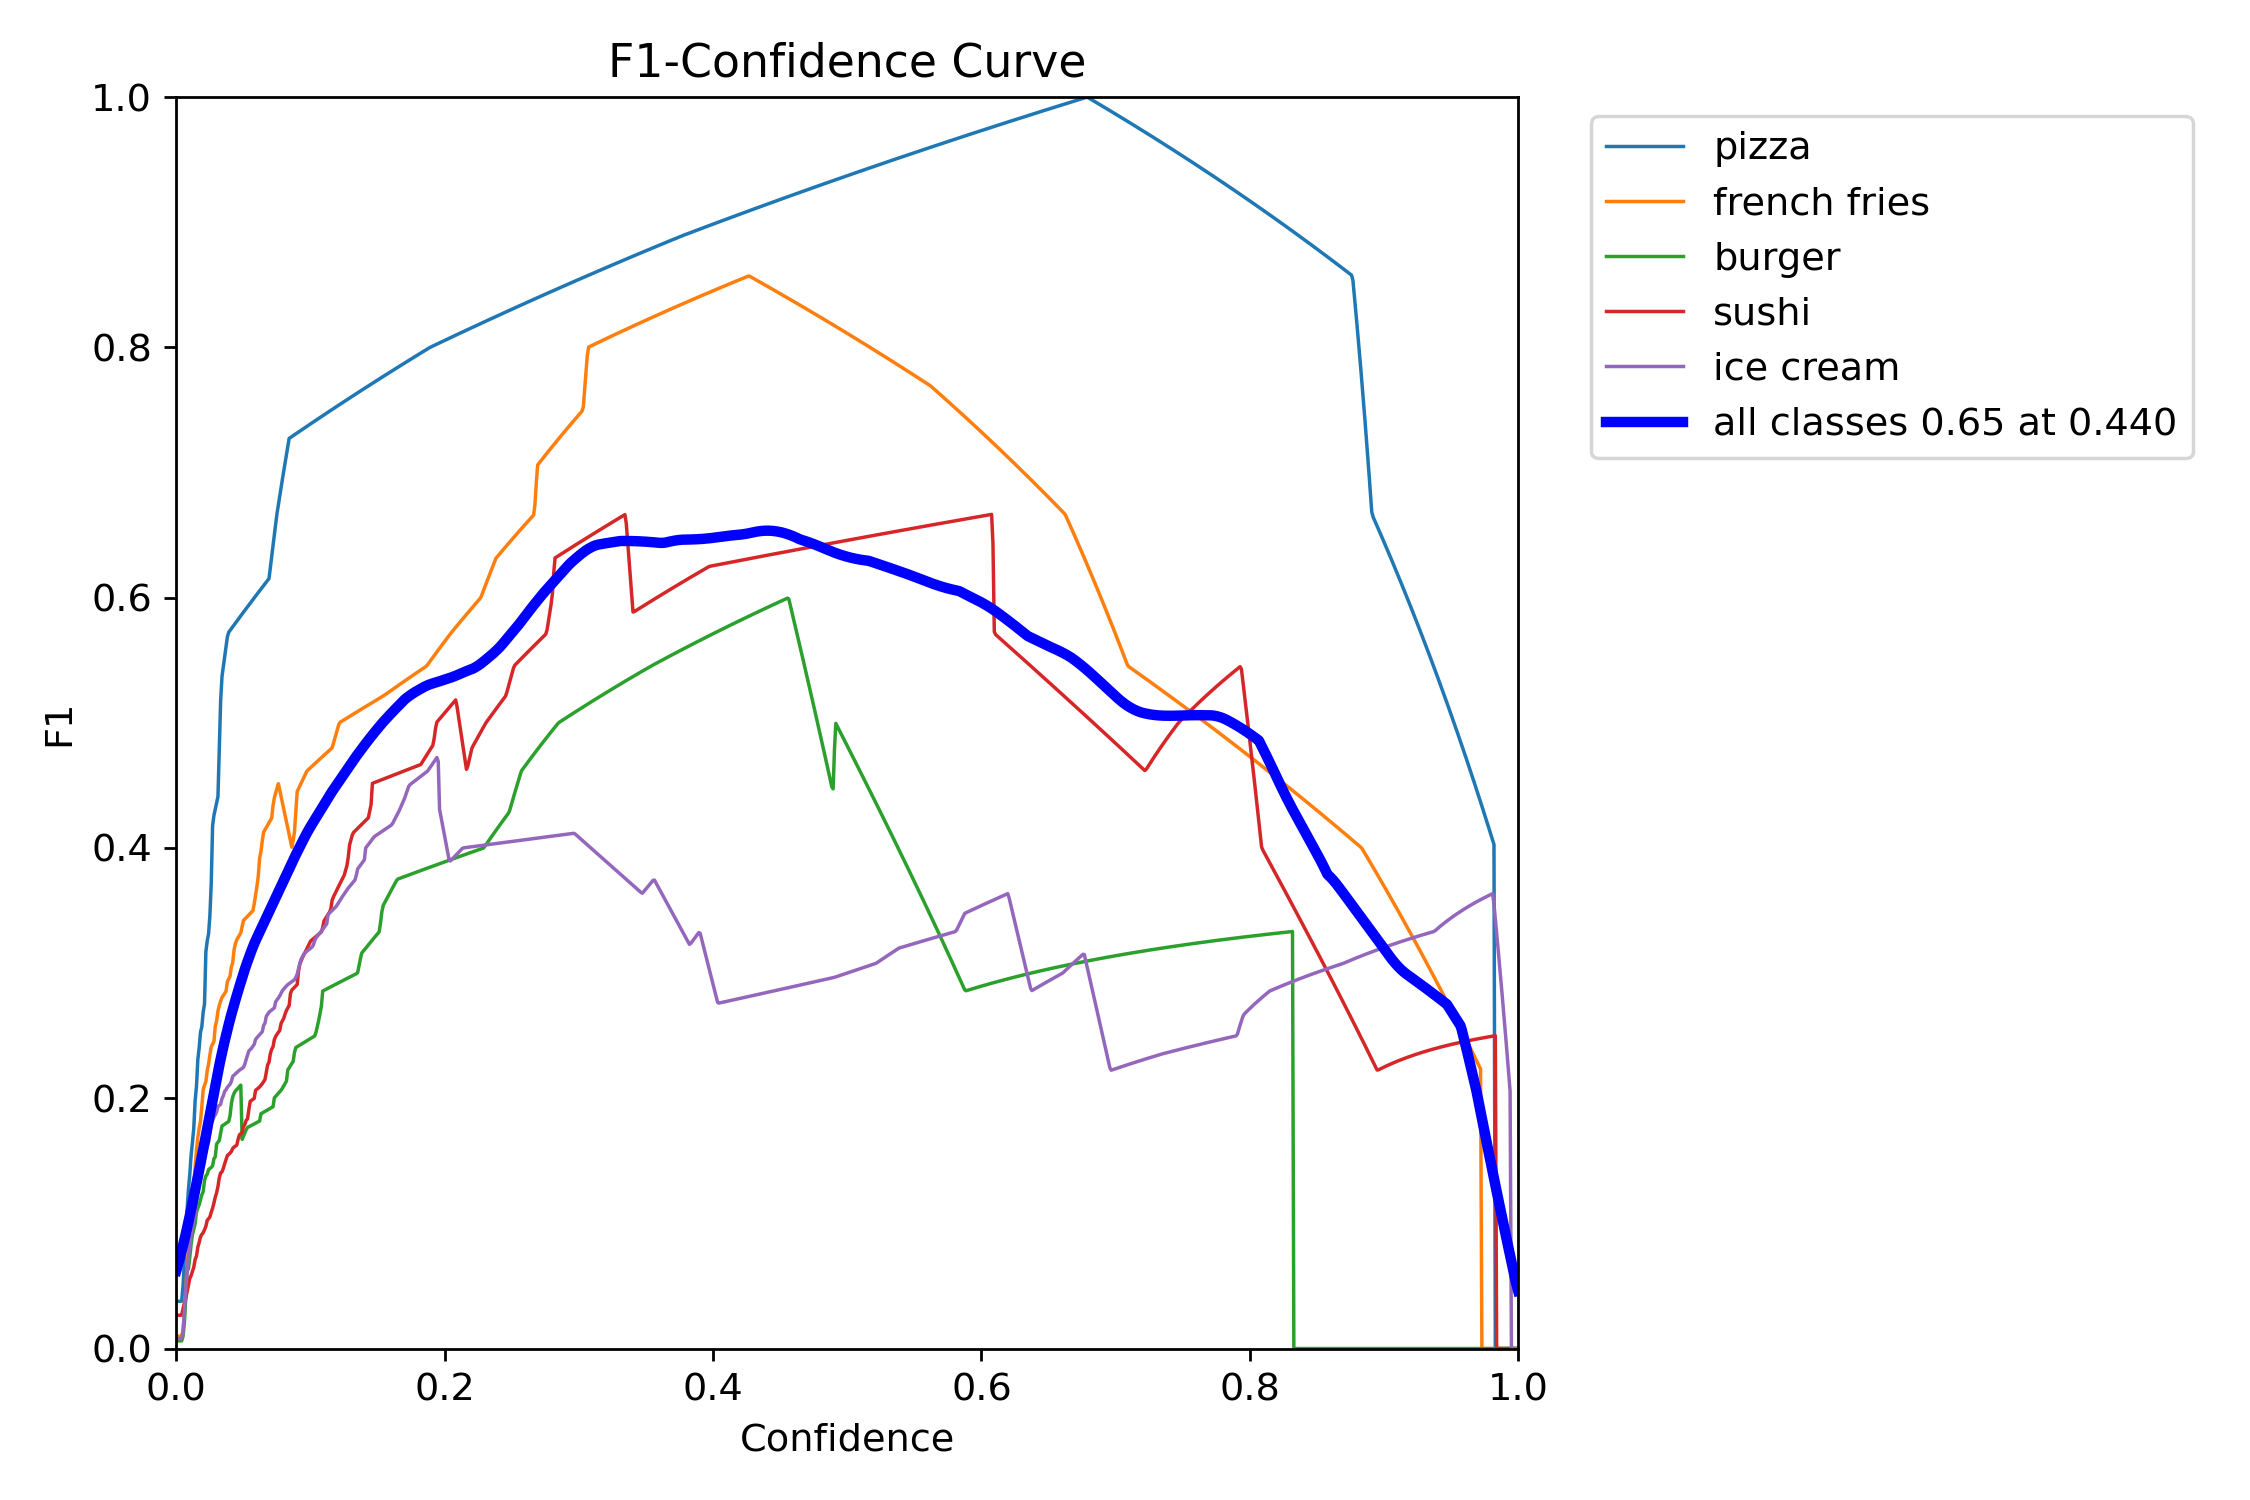 F1-Confidence Curve
1.0
0.8
0.6
0.4
0.2
0.0
F1
0.0 0.2 0.4 0.6 0.8 1.0
Confidence
pizza
french fries
burger
sushi
ice cream
all classes 0.65 at 0.440